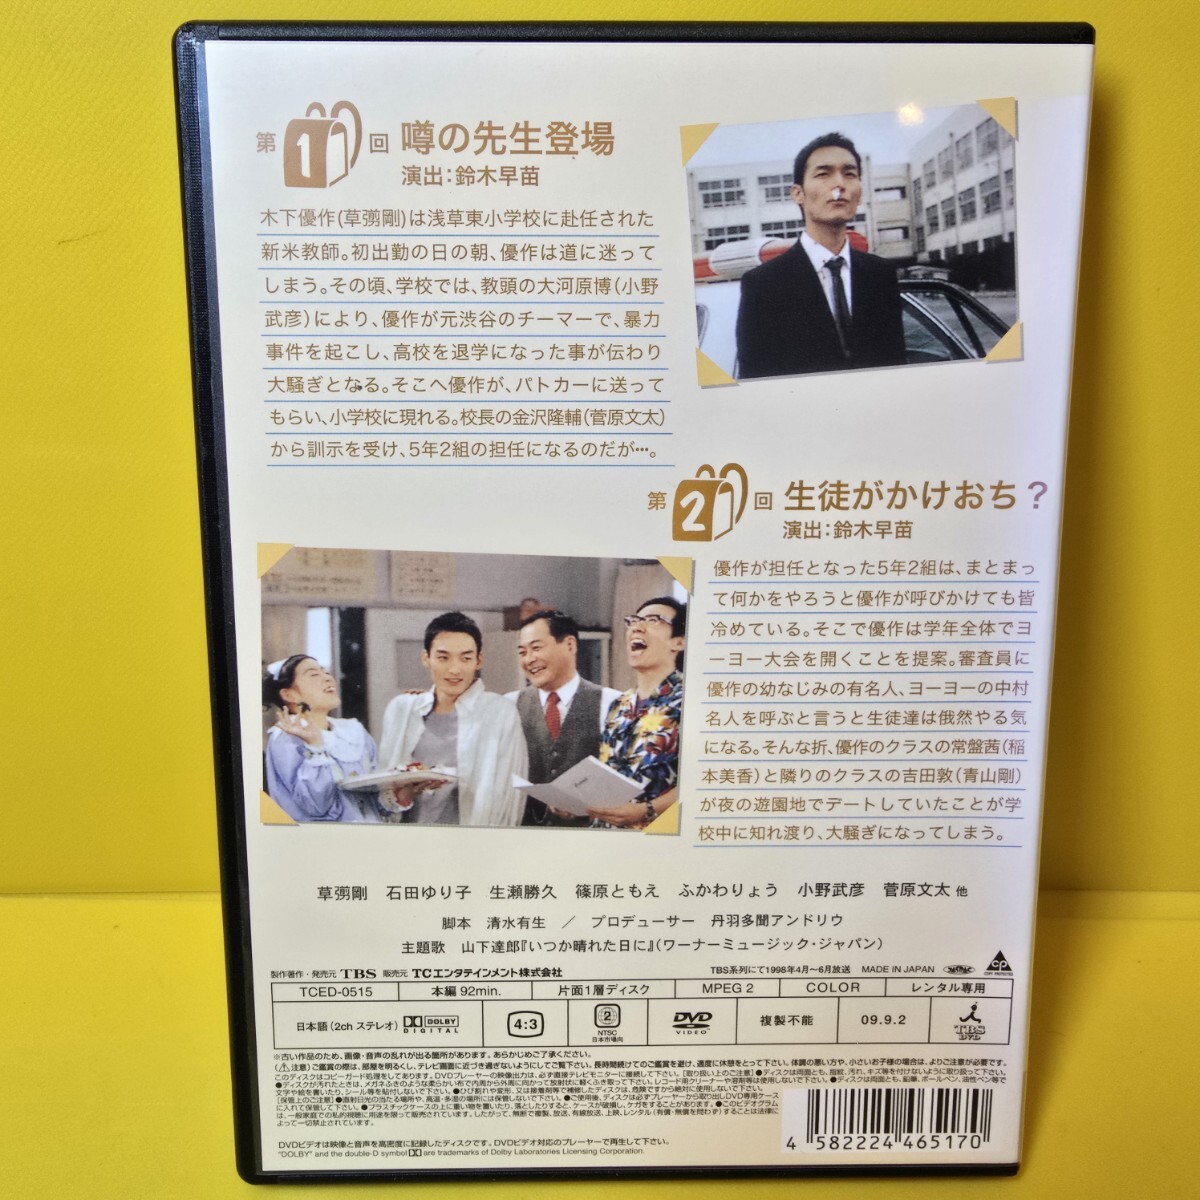 第1回 噂の先生登場
演出：鈴木早苗
木下優作(草彅剛)は浅草東小学校に赴任された
新米教師。初出勤の日の朝、優作は道に迷って
しまう。その頃、学校では、教頭の大河原博(小野
武彦)により、優作が元渋谷のチーマーで、暴力
事件を起こし、高校を退学になった事が伝わり
大騒ぎとなる。そこへ優作が、パトカーに送って
もらい、小学校に現れる。校長の金沢隆輔(菅原文太)
から訓示を受け、5年2組の担任になるのだが…。
第2回 生徒がかけおち？
演出：鈴木早苗
優作が担任となった5年2組は、まとまっ
て何かをやろうと優作が呼びかけても皆
冷めている。そこで優作は学年全体でヨ
ーヨー大会を開くことを提案。審査員に
優作の幼なじみの有名人、ヨーヨーの中村
名人を呼ぶと言うと生徒達は俄然やる気
になる。そんな折、優作のクラスの常盤茜(稲
本美香)と隣りのクラスの吉田敦(青山剛)
が夜の遊園地でデートしていたことが学
校中に知れ渡り、大騒ぎになってしまう。
草彅剛 石田ゆり子 生瀬勝久 篠原ともえ ふかわりょう 小野武彦 菅原文太 他
脚本 清水有生 ／ プロデューサー 丹羽多聞アンドリウ
主題歌 山下達郎『いつか晴れた日に』(ワーナーミュージック・ジャパン)
製作著作・発売元 TBS 販売元 TCエンタテインメント株式会社 TBS系列にて1998年4月〜6月放送 MADE IN JAPAN
TCED-0515 本編92min. 片面1層ディスク MPEG 2 COLOR レンタル専用
日本語(2ch ステレオ) DOLBY DIGITAL 4:3 2 NTSC 日本市場向 DVD VIDEO 複製不能 09.9.2 TBS DVD
※古い作品のため、画像・音声の乱れが出る箇所があります。あらかじめご了承ください。
DVDビデオは映像と音声を高密度に記録したディスクです。DVDビデオ対応のプレーヤーで再生して下さい。
"DOLBY" and the double-D symbol are trademarks of Dolby Laboratories Licensing Corporation.
4 582224 465170